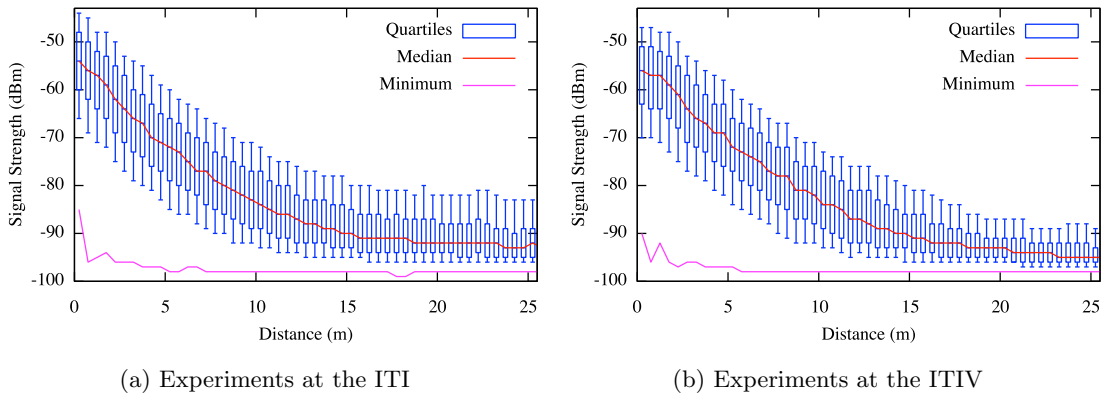 Signal Strength (dBm)
-50
-60
-70
-80
-90
-100
0
5
10
15
20
25
Distance (m)
Quartiles
Median
Minimum
(a) Experiments at the ITI
Signal Strength (dBm)
-50
-60
-70
-80
-90
-100
0
5
10
15
20
25
Distance (m)
Quartiles
Median
Minimum
(b) Experiments at the ITIV